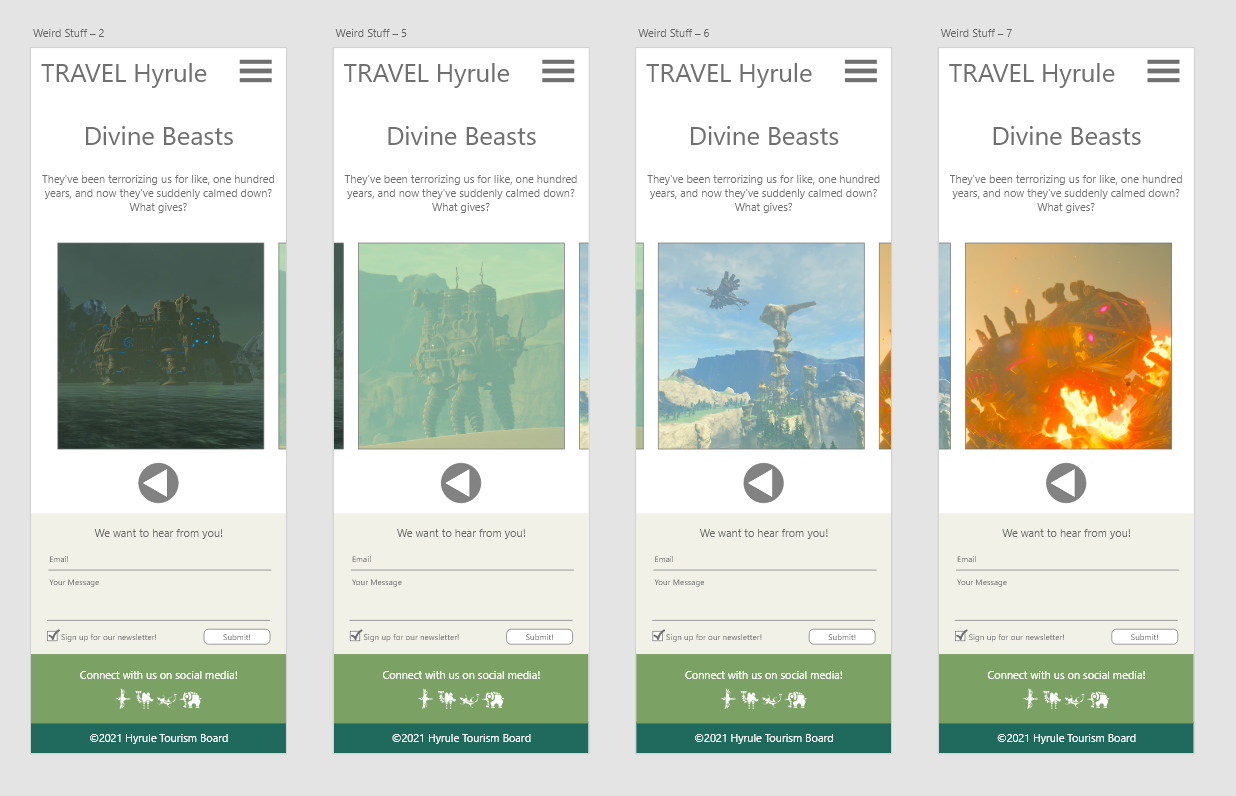 Weird Stuff – 2
TRAVEL Hyrule
Divine Beasts
They've been terrorizing us for like, one hundred
years, and now they've suddenly calmed down?
What gives?
We want to hear from you!
Email
Your Message
Sign up for our newsletter!
Submit!
Connect with us on social media!
©2021 Hyrule Tourism Board
Weird Stuff – 5
TRAVEL Hyrule
Divine Beasts
They've been terrorizing us for like, one hundred
years, and now they've suddenly calmed down?
What gives?
We want to hear from you!
Email
Your Message
Sign up for our newsletter!
Submit!
Connect with us on social media!
©2021 Hyrule Tourism Board
Weird Stuff – 6
TRAVEL Hyrule
Divine Beasts
They've been terrorizing us for like, one hundred
years, and now they've suddenly calmed down?
What gives?
We want to hear from you!
Email
Your Message
Sign up for our newsletter!
Submit!
Connect with us on social media!
©2021 Hyrule Tourism Board
Weird Stuff – 7
TRAVEL Hyrule
Divine Beasts
They've been terrorizing us for like, one hundred
years, and now they've suddenly calmed down?
What gives?
We want to hear from you!
Email
Your Message
Sign up for our newsletter!
Submit!
Connect with us on social media!
©2021 Hyrule Tourism Board